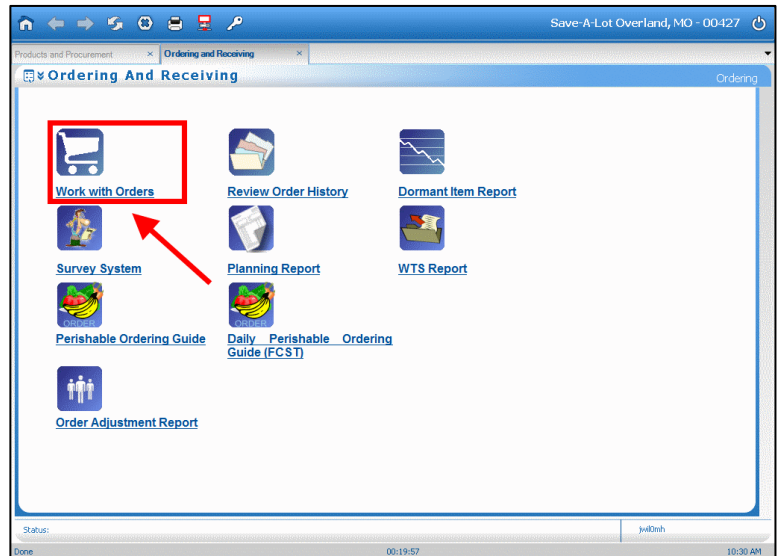 Save-A-Lot Overland, MO - 00427
Products and Procurement × Ordering and Receiving ×
Ordering And Receiving
Ordering
Work with Orders Review Order History Dormant Item Report
Survey System Planning Report WTS Report
ORDER ORDER
Perishable Ordering Guide Daily Perishable Ordering
Guide (FCST)
Order Adjustment Report
Status: jwil0mh
Done 00:19:57 10:30 AM